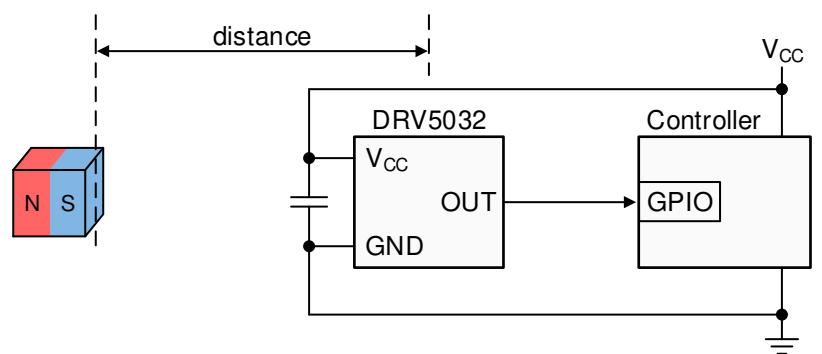 distance
VCC
DRV5032
Controller
VCC
N S
OUT
GPIO
GND